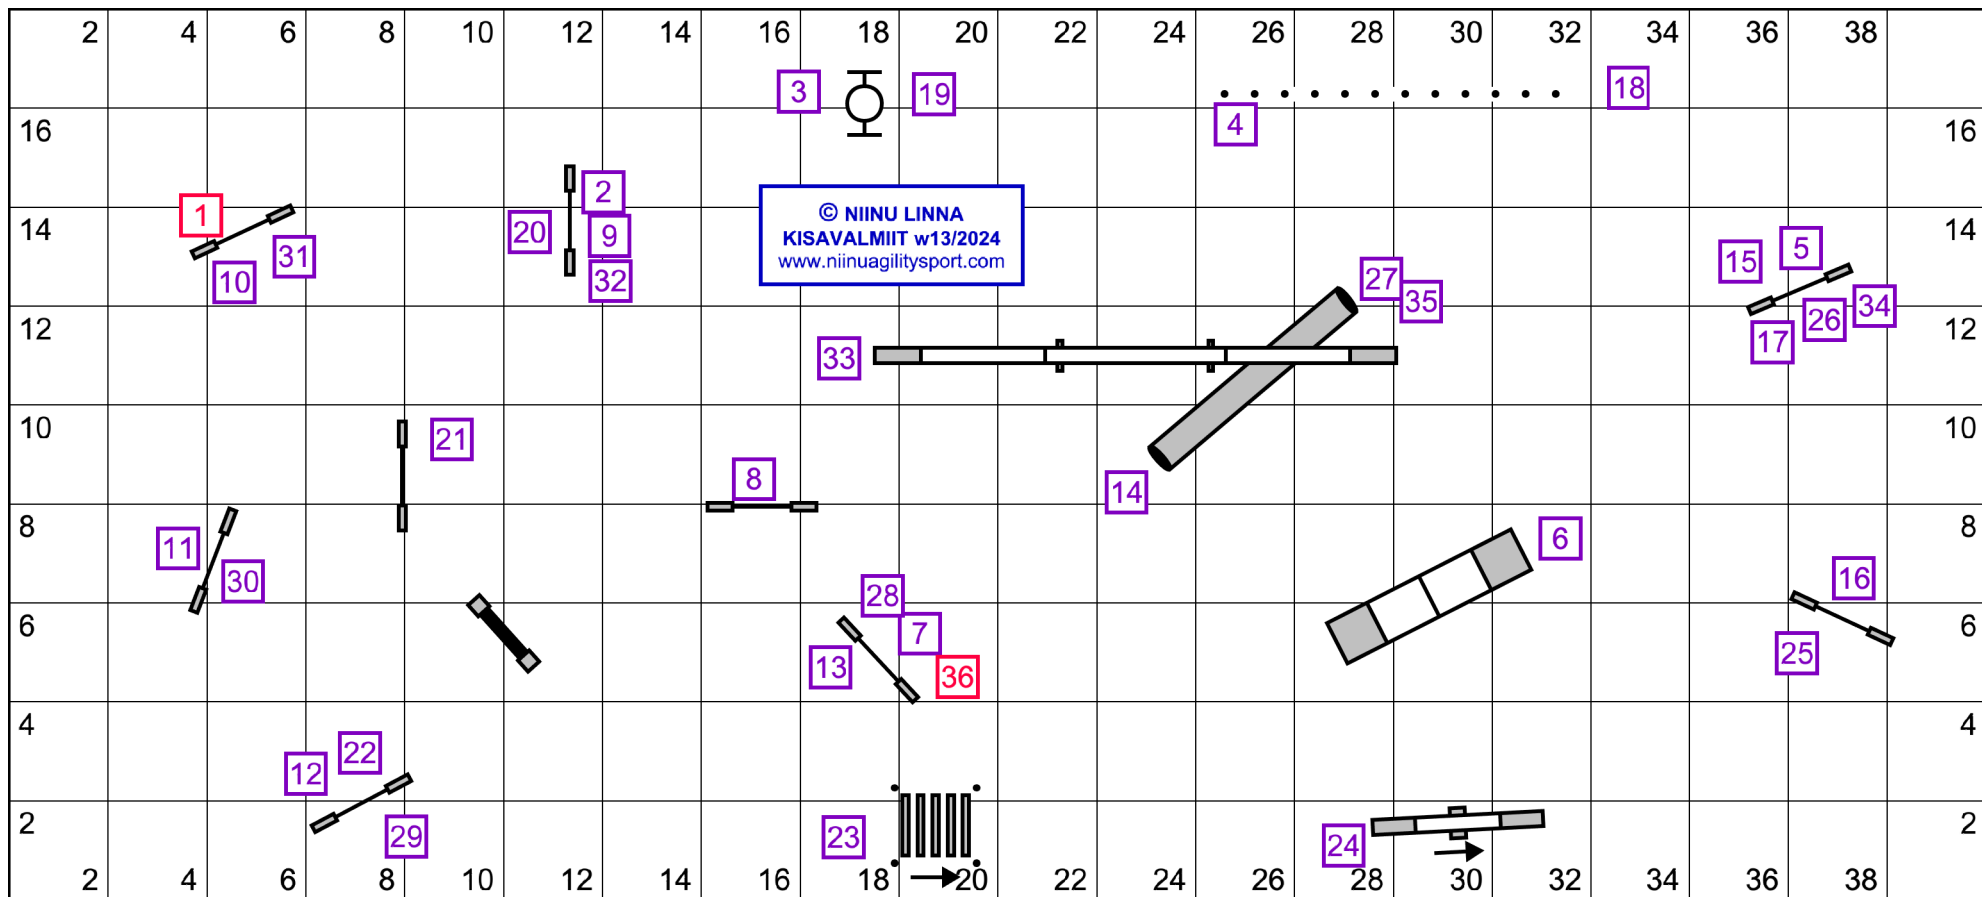 2 4 6 8 10 12 14 16 18 20 22 24 26 28 30 32 34 36 38
3 19 4 18
16 16
1 2 © NIINU LINNA
14 20 9 KISAVALMIIT w13/2024 15 5 14
10 31 32 www.niinuagilitysport.com 27 35 26 34
12 33 17 12
10 21 10
8 14
8 11 6 8
30 28 16
6 13 7 36 25 6
4 4
12 22
2 29 23 24 2
2 4 6 8 10 12 14 16 18 20 22 24 26 28 30 32 34 36 38